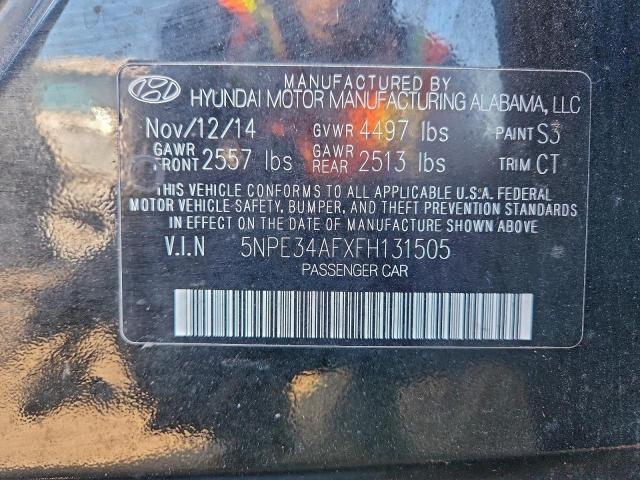 MANUFACTURED BY
HYUNDAI MOTOR MANUFACTURING ALABAMA, LLC
Nov/12/14 GVWR 4497 lbs PAINT S3
GAWR FRONT 2557 lbs GAWR REAR 2513 lbs TRIM CT
THIS VEHICLE CONFORMS TO ALL APPLICABLE U.S.A. FEDERAL
MOTOR VEHICLE SAFETY, BUMPER, AND THEFT PREVENTION STANDARDS
IN EFFECT ON THE DATE OF MANUFACTURE SHOWN ABOVE
V.I.N 5NPE34AFXFH131505
PASSENGER CAR